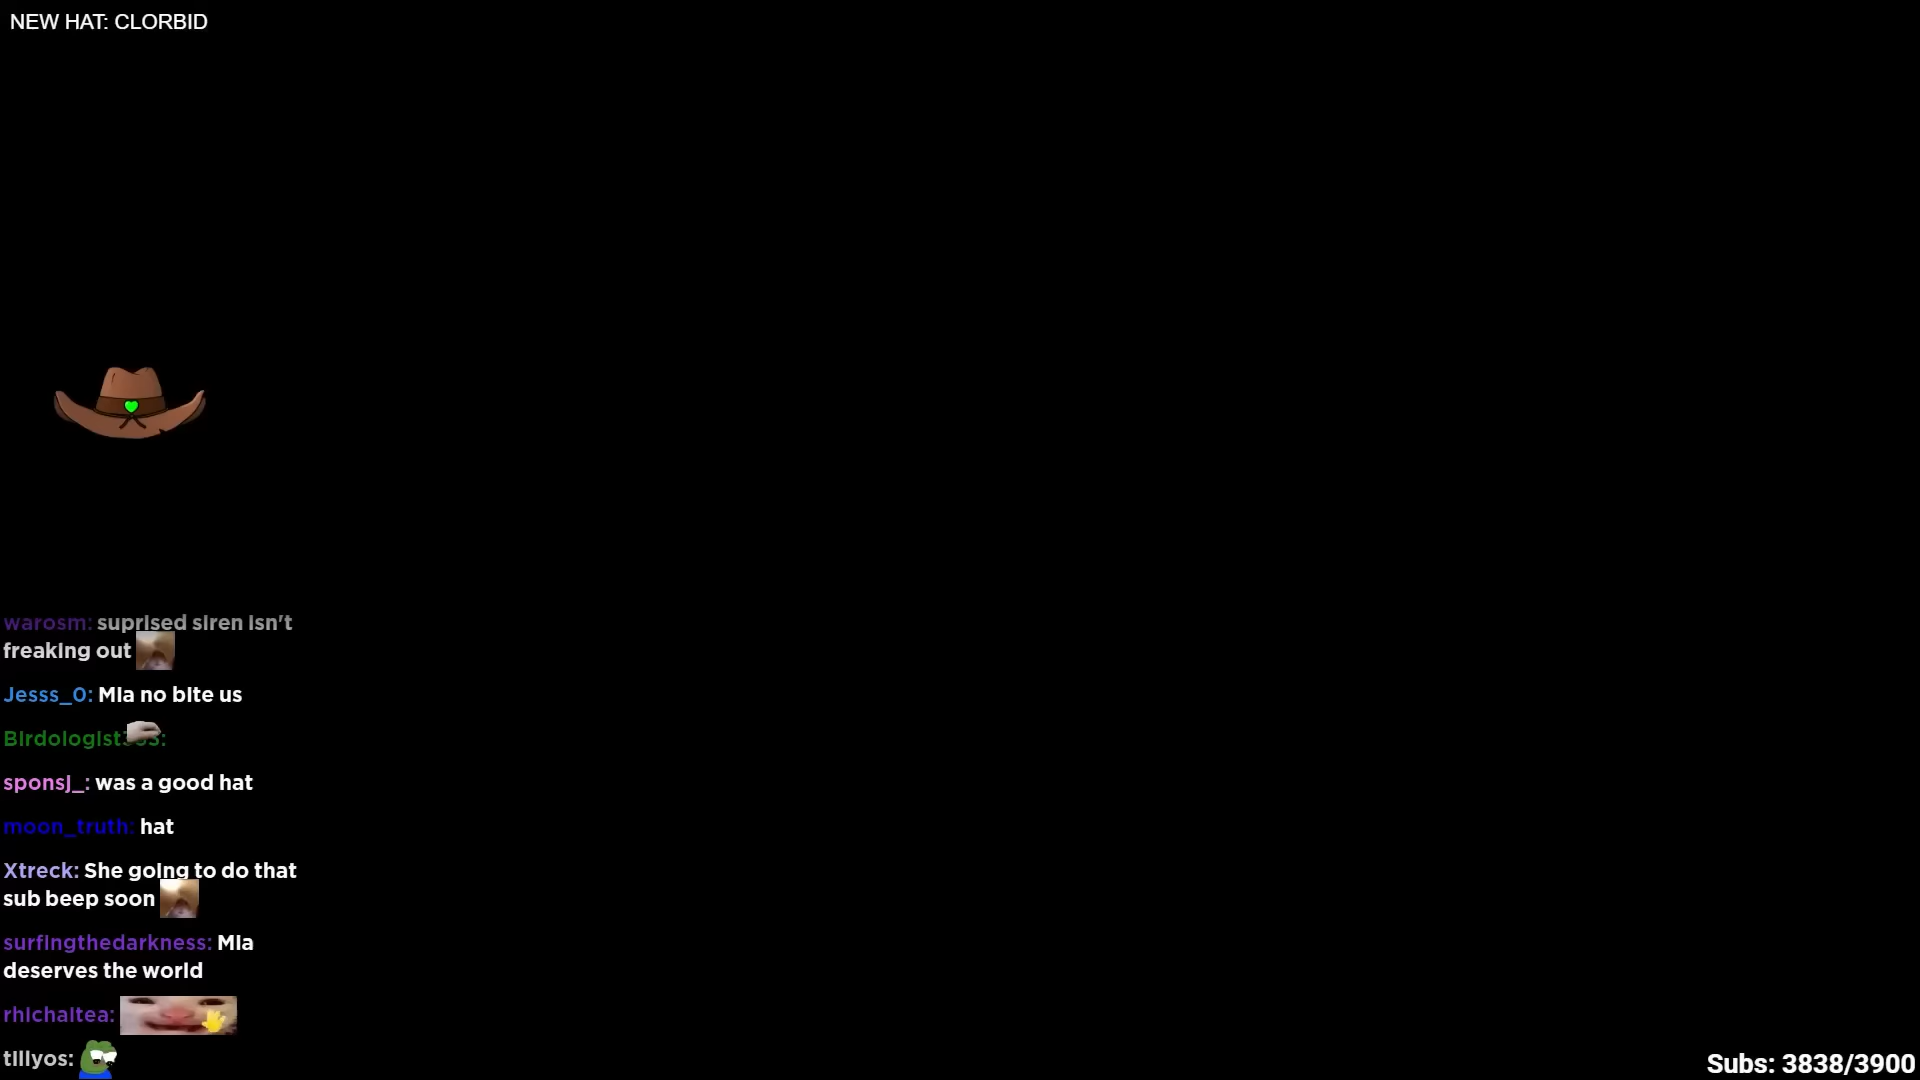 NEW HAT: CLORBID
warosm: suprised siren isn't
freaking out
Jesss_0: Mia no bite us
Birdologist
sponsj_: was a good hat
moon_truth: hat
Xtreck: She going to do that
sub beep soon
surfingthedarkness: Mia
deserves the world
rhichaitea:
tillyos:
Subs: 3838/3900